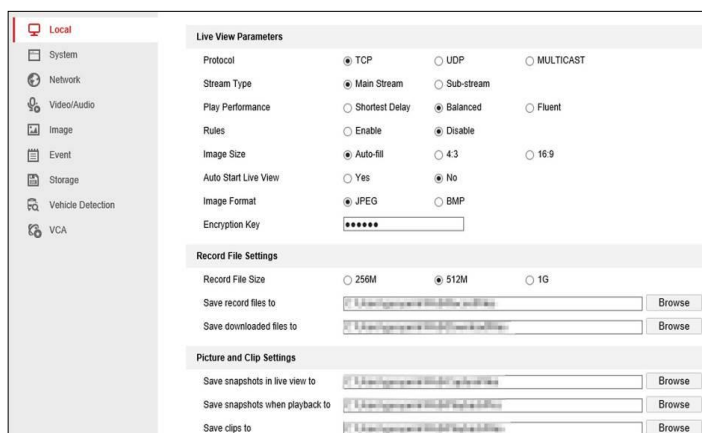 Local
System
Network
Video/Audio
Image
Event
Storage
Vehicle Detection
VCA
Live View Parameters
Protocol TCP UDP MULTICAST
Stream Type Main Stream Sub-stream
Play Performance Shortest Delay Balanced Fluent
Rules Enable Disable
Image Size Auto-fill 4:3 16:9
Auto Start Live View Yes No
Image Format JPEG BMP
Encryption Key ●●●●●●
Record File Settings
Record File Size 256M 512M 1G
Save record files to Browse
Save downloaded files to Browse
Picture and Clip Settings
Save snapshots in live view to Browse
Save snapshots when playback to Browse
Save clips to Browse